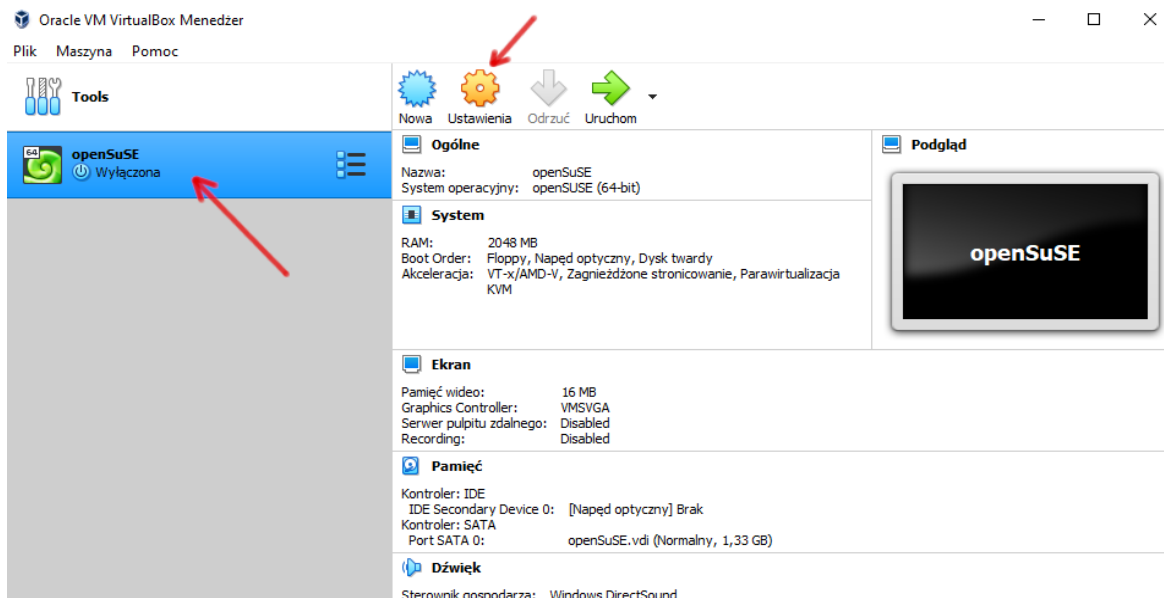 Oracle VM VirtualBox Menedżer
Plik Maszyna Pomoc
Tools
Nowa Ustawienia Odrzuć Uruchom
64
openSuSE
Wyłączona
Ogólne
Nazwa: openSuSE
System operacyjny: openSUSE (64-bit)
Podgląd
openSuSE
System
RAM: 2048 MB
Boot Order: Floppy, Napęd optyczny, Dysk twardy
Akceleracja: VT-x/AMD-V, Zagnieżdżone stronicowanie, Parawirtualizacja
KVM
Ekran
Pamięć wideo: 16 MB
Graphics Controller: VMSVGA
Serwer pulpitu zdalnego: Disabled
Recording: Disabled
Pamięć
Kontroler: IDE
IDE Secondary Device 0: [Napęd optyczny] Brak
Kontroler: SATA
Port SATA 0: openSuSE.vdi (Normalny, 1,33 GB)
Dźwięk
Sterownik gospodarza: Windows DirectSound